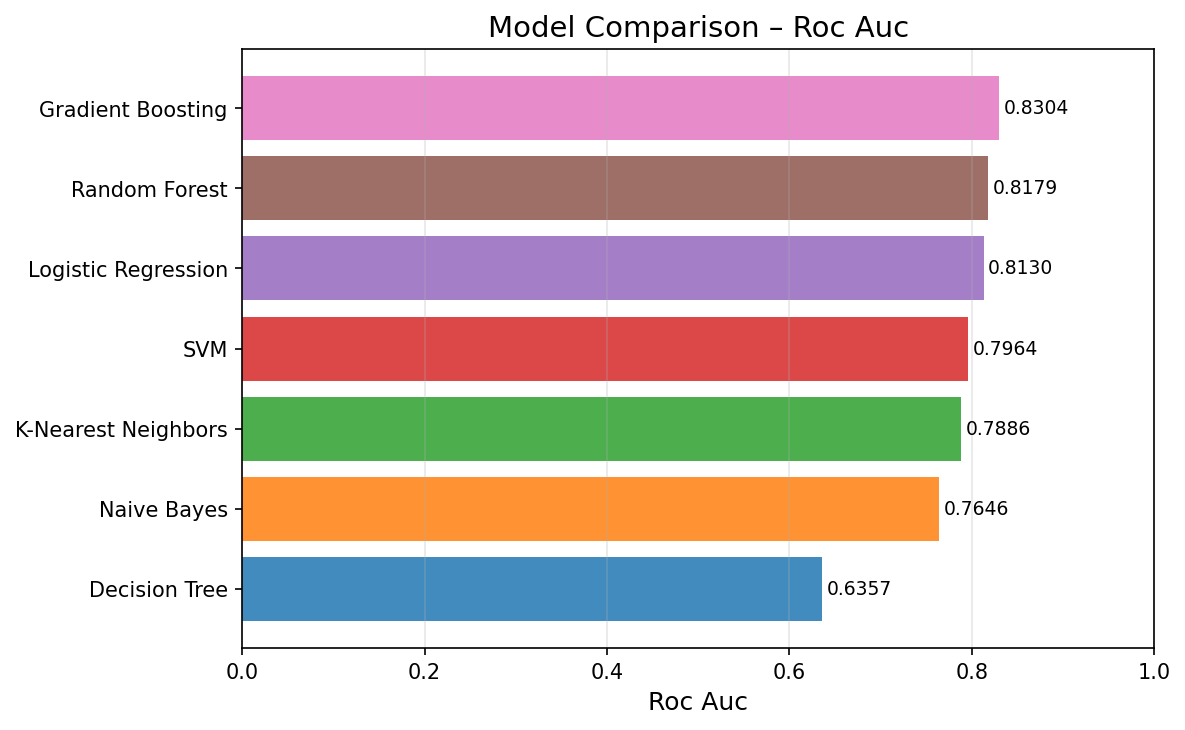 Model Comparison – Roc Auc
Gradient Boosting 0.8304
Random Forest 0.8179
Logistic Regression 0.8130
SVM 0.7964
K-Nearest Neighbors 0.7886
Naive Bayes 0.7646
Decision Tree 0.6357
0.0 0.2 0.4 0.6 0.8 1.0
Roc Auc